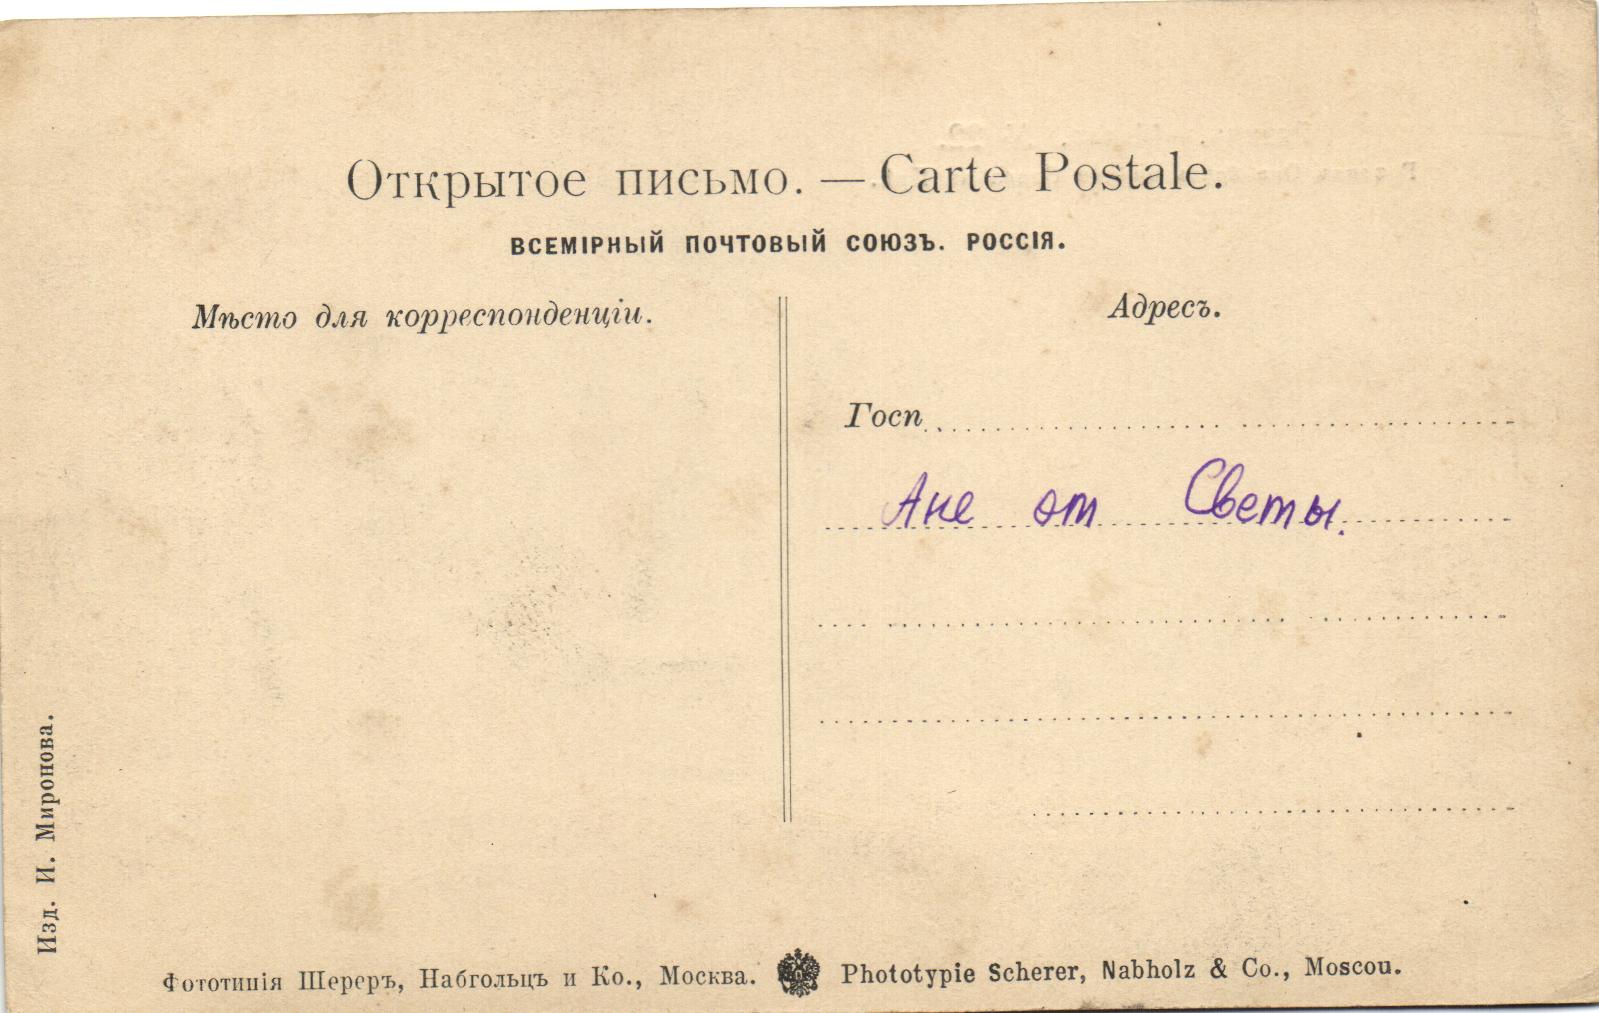 Открытое письмо. — Carte Postale.
ВСЕМІРНЫЙ ПОЧТОВЫЙ СОЮЗЪ. РОССІЯ.
Мѣсто для корреспонденціи.
Адресъ.
Госп
Ане от Светы.
Изд. И. Миронова.
Фототипія Шереръ, Набгольцъ и Ко., Москва.
Phototypie Scherer, Nabholz & Co., Moscou.